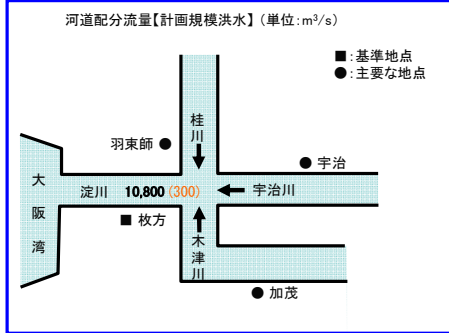 河道配分流量【計画規模洪水】(単位:m³/s)
■:基準地点
●:主要な地点
桂川
羽束師 ●
● 宇治
大阪湾
淀川 10,800 (300)
宇治川
■ 枚方
木津川
● 加茂